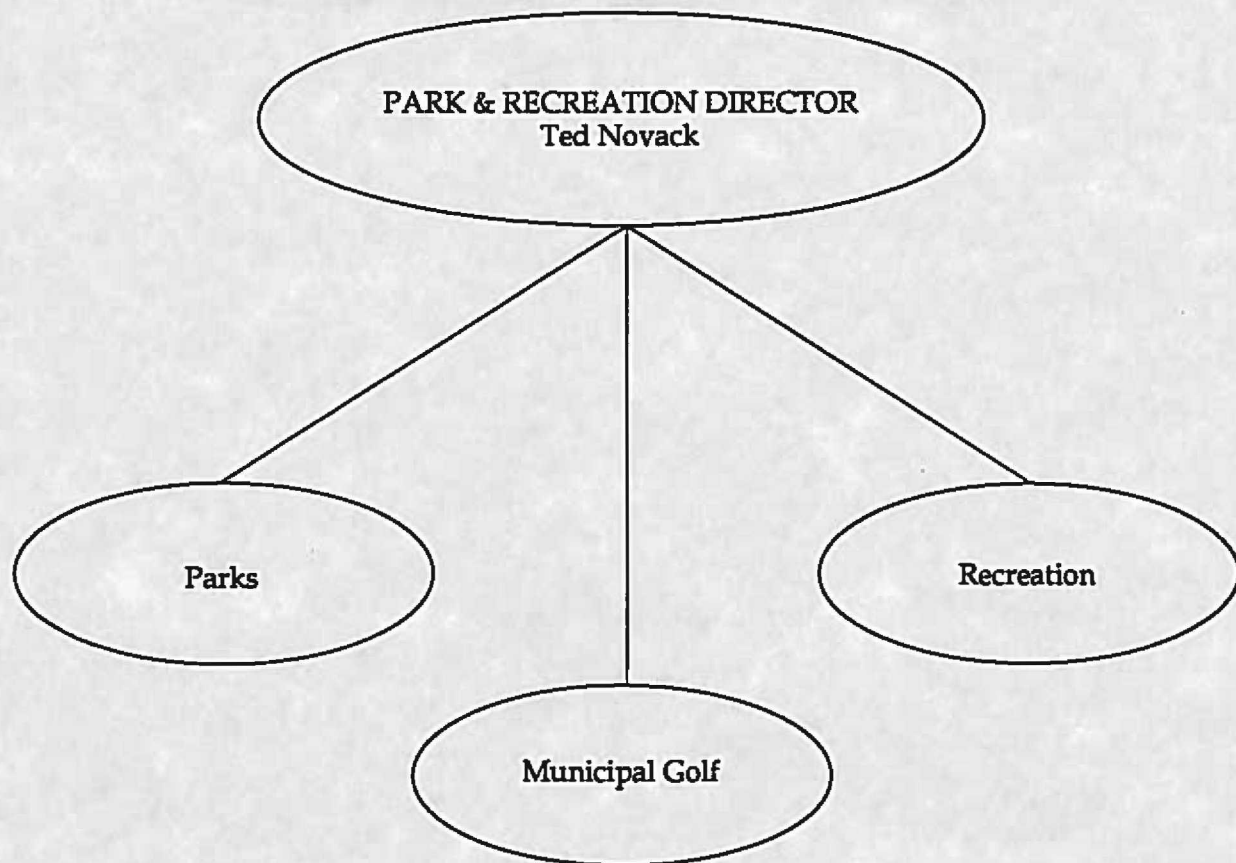 PARK & RECREATION DIRECTOR
Ted Novack
Parks
Recreation
Municipal Golf